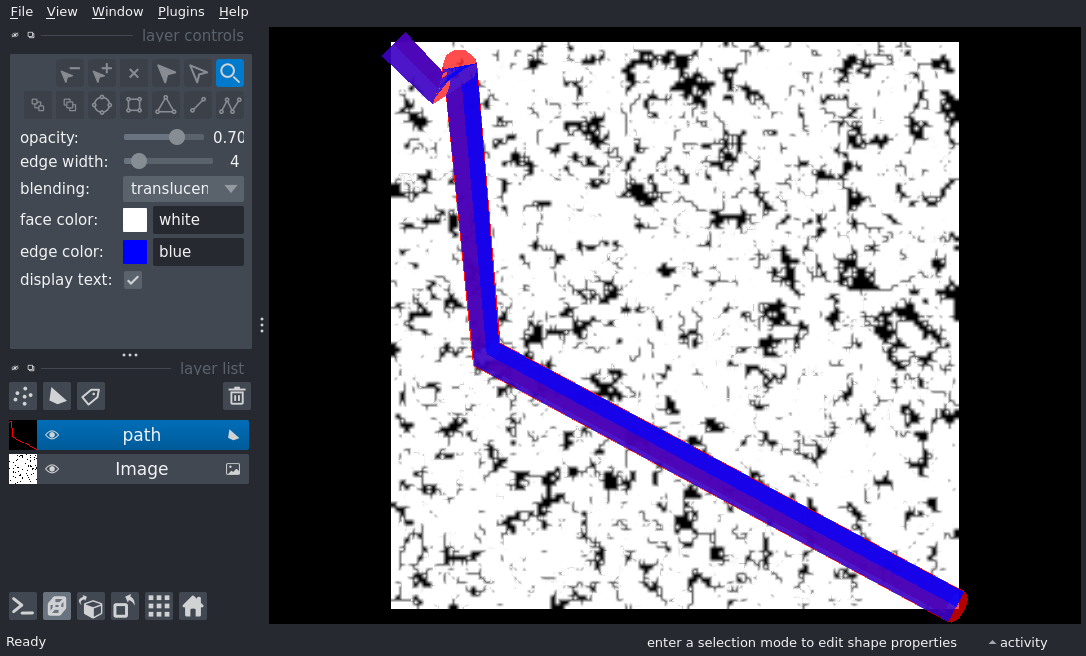 File View Window Plugins Help
layer controls
opacity: 0.70
edge width: 4
blending: translucen
face color: white
edge color: blue
display text:
layer list
path
Image
Ready
enter a selection mode to edit shape properties
activity